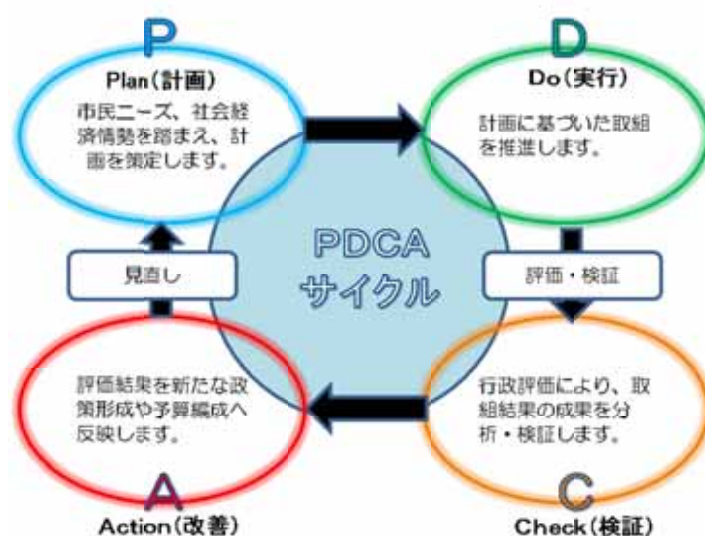 P
Plan(計画)
市民ニーズ、社会経
済情勢を踏まえ、計
画を策定します。
D
Do(実行)
計画に基づいた取組
を推進します。
PDCA
サイクル
見直し
評価・検証
評価結果を新たな政
策形成や予算編成へ
反映します。
A
Action(改善)
行政評価により、取
組結果の成果を分
析・検証します。
C
Check(検証)